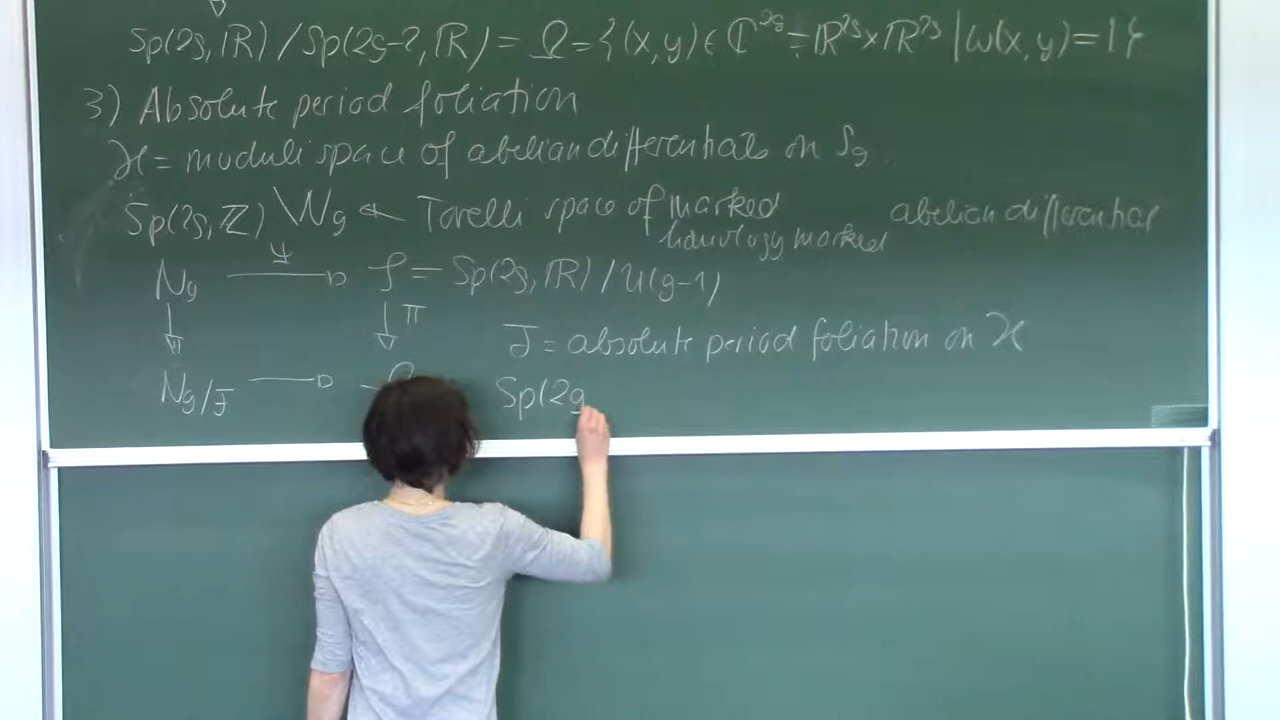 Sp(2g,ℝ)/Sp(2g-2,ℝ) = Ω = {(x,y) ∈ ℂ^2g = ℝ^2g × ℝ^2g | ω(x,y) = 1}
3) Absolute period foliation
ℋ = moduli space of abelian differentials on S_g
Sp(2g,ℤ) \ N_g ← Torelli space of marked abelian differential
homology marked
N_g —Ψ→ 𝒮 = Sp(2g,ℝ)/U(g-1)
↓π ↓Π ℱ = absolute period foliation on ℋ
N_g/ℱ → Sp(2g